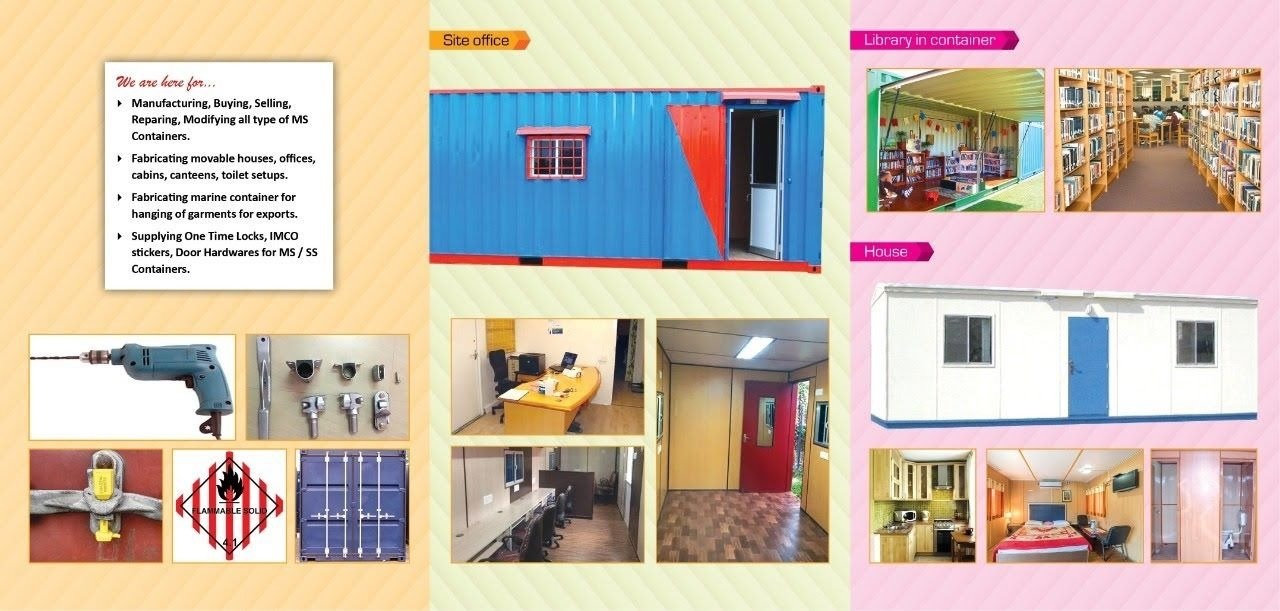 We are here for...
Manufacturing, Buying, Selling,
Reparing, Modifying all type of MS
Containers.
Fabricating movable houses, offices,
cabins, canteens, toilet setups.
Fabricating marine container for
hanging of garments for exports.
Supplying One Time Locks, IMCO
stickers, Door Hardwares for MS / SS
Containers.
FLAMMABLE SOLID
4.1
Site office
Library in container
House